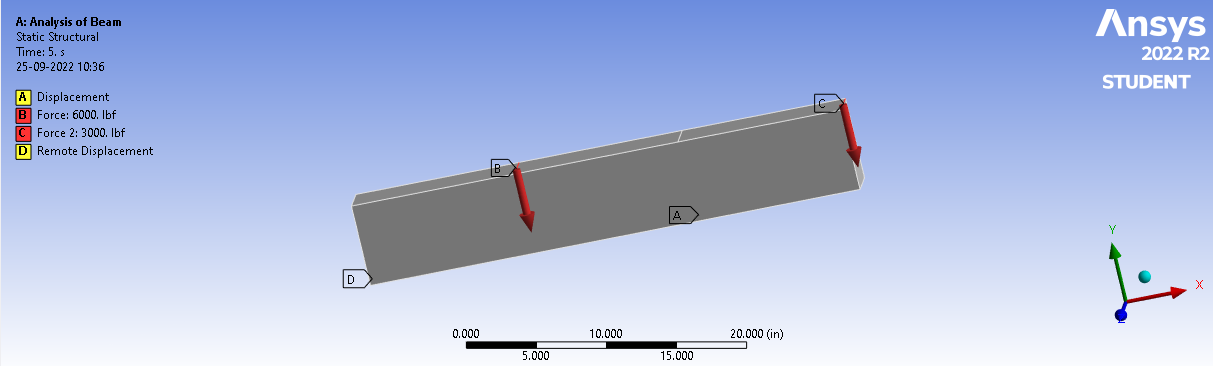 A: Analysis of Beam
Static Structural
Time: 5. s
25-09-2022 10:36
A Displacement
B Force: 6000. lbf
C Force 2: 3000. lbf
D Remote Displacement
Ansys
2022 R2
STUDENT
C
B
A
D
Y
X
Z
0.000 10.000 20.000 (in)
5.000 15.000